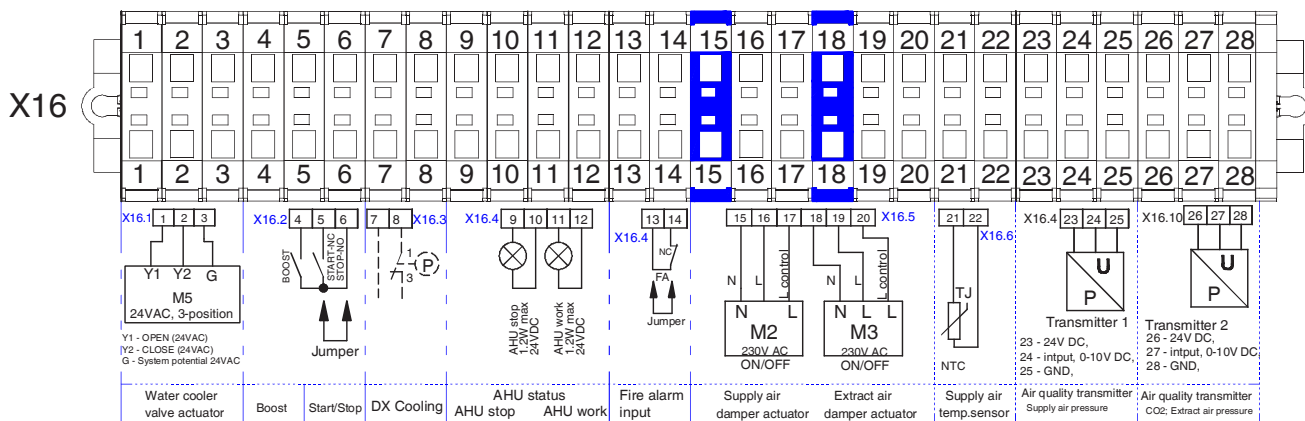 1 2 3 4 5 6 7 8 9 10 11 12 13 14 15 16 17 18 19 20 21 22 23 24 25 26 27 28
X16
1 2 3 4 5 6 7 8 9 10 11 12 13 14 15 16 17 18 19 20 21 22 23 24 25 26 27 28
X16.1 1 2 3
X16.2 4 5 6
7 8 X16.3
X16.4 9 10 11 12
13 14
X16.4
15 16 17 18 19 20 X16.5
21 22
X16.6
X16.4 23 24 25
X16.10 26 27 28
Y1 Y2 G
M5
24VAC, 3-position
Y1 - OPEN (24VAC)
Y2 - CLOSE (24VAC)
G - System potential 24VAC
BOOST
START-NC
STOP-NO
Jumper
1
P
3
AHU stop
1.2W max
24VDC
AHU work
1.2W max
24VDC
NC
FA
Jumper
N L L control
N L
M2
230V AC
ON/OFF
N L L control
N L
M3
230V AC
ON/OFF
TJ
NTC
U
P
Transmitter 1
23 - 24V DC,
24 - intput, 0-10V DC,
25 - GND,
U
P
Transmitter 2
26 - 24V DC,
27 - intput, 0-10V DC
28 - GND,
Water cooler
valve actuator
Boost
Start/Stop
DX Cooling
AHU status
AHU stop AHU work
Fire alarm
input
Supply air
damper actuator
Extract air
damper actuator
Supply air
temp.sensor
Air quality transmitter
Supply air pressure
Air quality transmitter
CO2; Extract air pressure